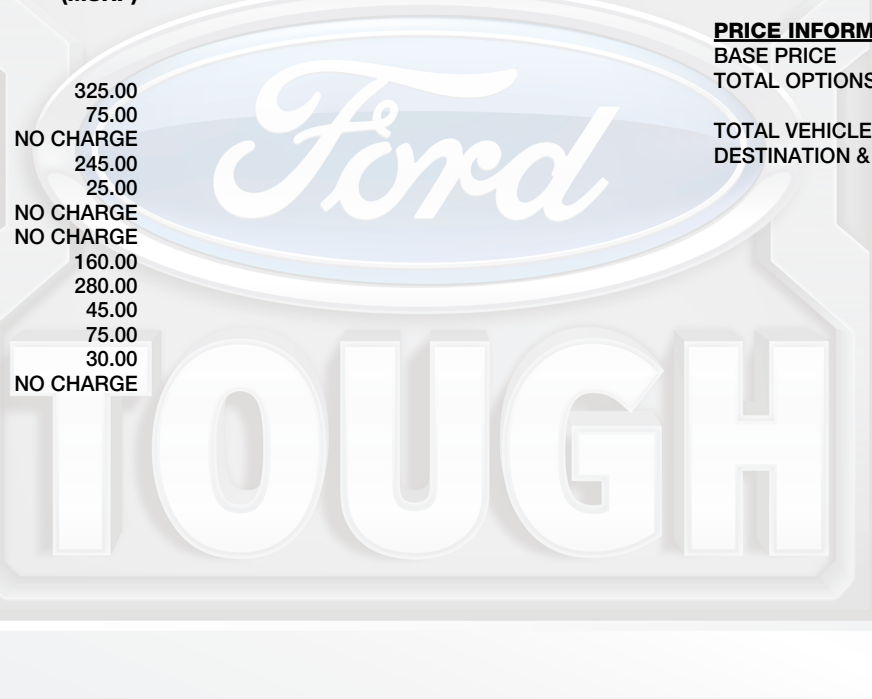 (MSRP)
325.00
75.00
NO CHARGE
245.00
25.00
NO CHARGE
NO CHARGE
160.00
280.00
45.00
75.00
30.00
NO CHARGE
PRICE INFORM
BASE PRICE
TOTAL OPTIONS
TOTAL VEHICLE
DESTINATION &
Ford
TOUGH